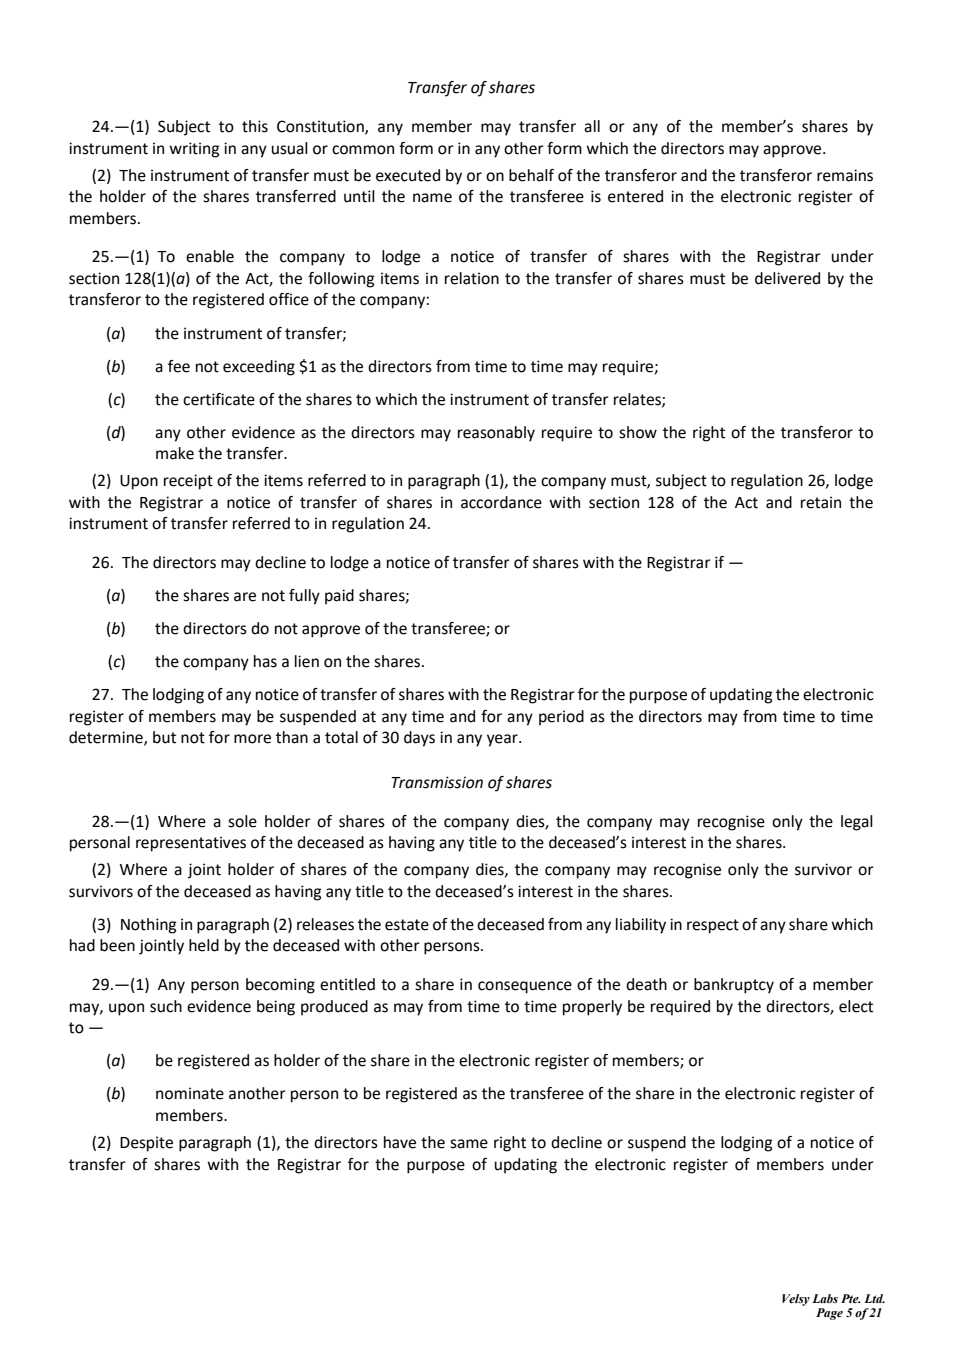 Transfer of shares
24.—(1) Subject to this Constitution, any member may transfer all or any of the member’s shares by
instrument in writing in any usual or common form or in any other form which the directors may approve.
(2) The instrument of transfer must be executed by or on behalf of the transferor and the transferor remains
the holder of the shares transferred until the name of the transferee is entered in the electronic register of
members.
25.—(1) To enable the company to lodge a notice of transfer of shares with the Registrar under
section 128(1)(a) of the Act, the following items in relation to the transfer of shares must be delivered by the
transferor to the registered office of the company:
(a) the instrument of transfer;
(b) a fee not exceeding $1 as the directors from time to time may require;
(c) the certificate of the shares to which the instrument of transfer relates;
(d) any other evidence as the directors may reasonably require to show the right of the transferor to
make the transfer.
(2) Upon receipt of the items referred to in paragraph (1), the company must, subject to regulation 26, lodge
with the Registrar a notice of transfer of shares in accordance with section 128 of the Act and retain the
instrument of transfer referred to in regulation 24.
26. The directors may decline to lodge a notice of transfer of shares with the Registrar if —
(a) the shares are not fully paid shares;
(b) the directors do not approve of the transferee; or
(c) the company has a lien on the shares.
27. The lodging of any notice of transfer of shares with the Registrar for the purpose of updating the electronic
register of members may be suspended at any time and for any period as the directors may from time to time
determine, but not for more than a total of 30 days in any year.
Transmission of shares
28.—(1) Where a sole holder of shares of the company dies, the company may recognise only the legal
personal representatives of the deceased as having any title to the deceased’s interest in the shares.
(2) Where a joint holder of shares of the company dies, the company may recognise only the survivor or
survivors of the deceased as having any title to the deceased’s interest in the shares.
(3) Nothing in paragraph (2) releases the estate of the deceased from any liability in respect of any share which
had been jointly held by the deceased with other persons.
29.—(1) Any person becoming entitled to a share in consequence of the death or bankruptcy of a member
may, upon such evidence being produced as may from time to time properly be required by the directors, elect
to —
(a) be registered as holder of the share in the electronic register of members; or
(b) nominate another person to be registered as the transferee of the share in the electronic register of
members.
(2) Despite paragraph (1), the directors have the same right to decline or suspend the lodging of a notice of
transfer of shares with the Registrar for the purpose of updating the electronic register of members under
Velsy Labs Pte. Ltd.
Page 5 of 21